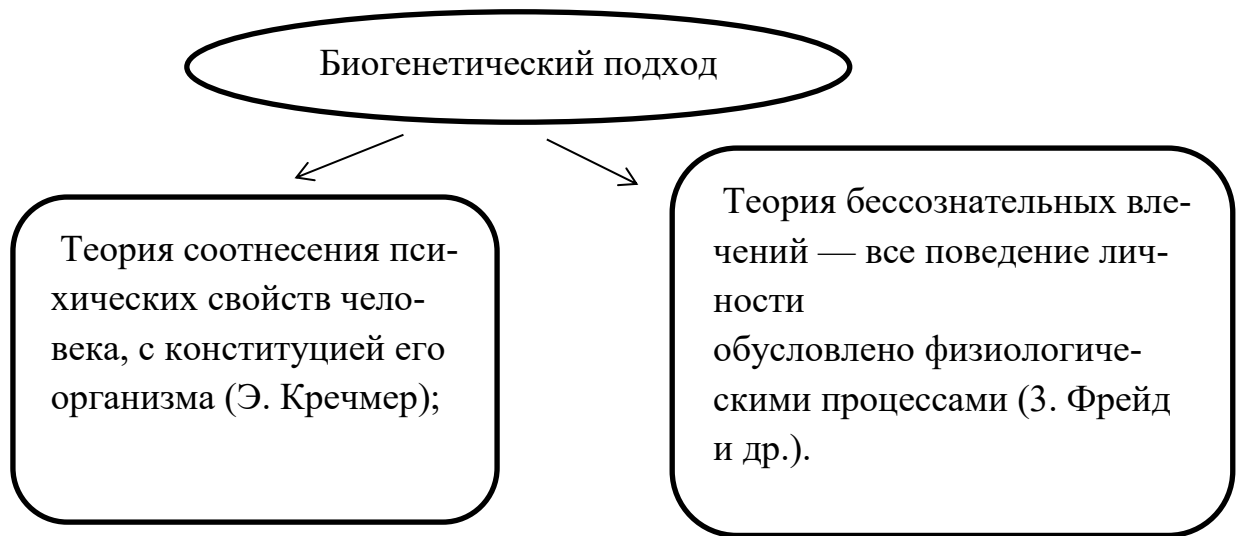 Биогенетический подход
Теория соотнесения пси-
хических свойств чело-
века, с конституцией его
организма (Э. Кречмер);
Теория бессознательных вле-
чений — все поведение лич-
ности
обусловлено физиологиче-
скими процессами (3. Фрейд
и др.).